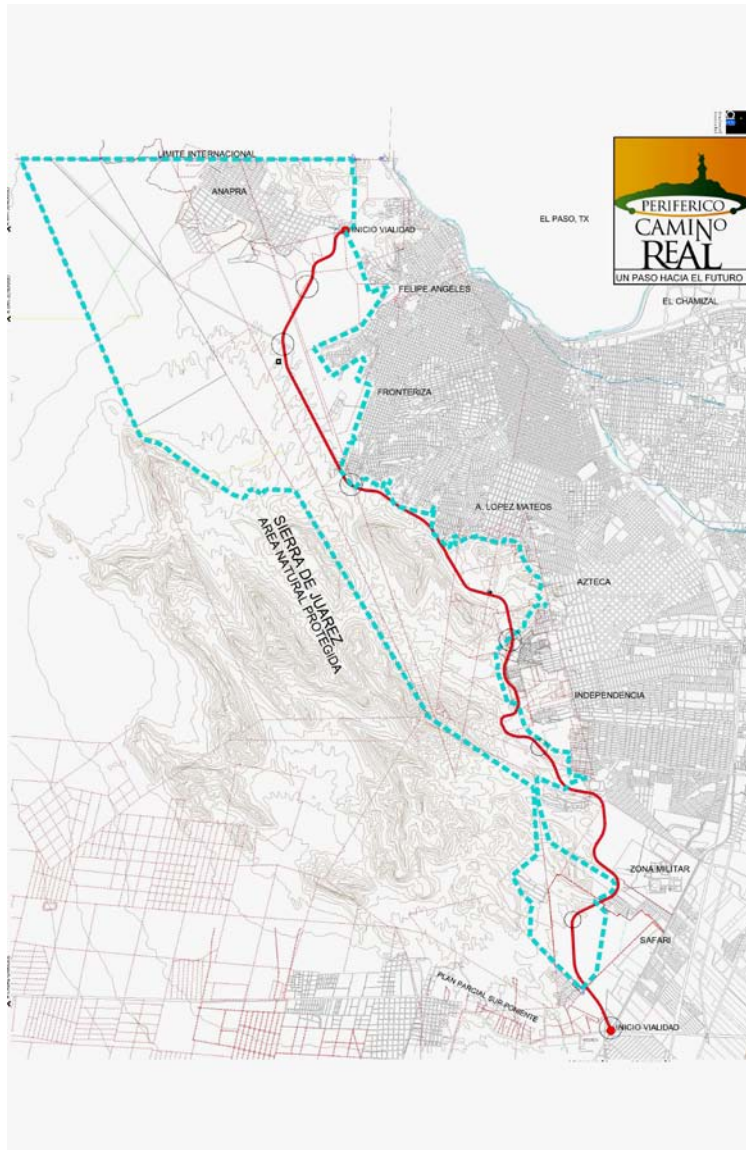 LIMITE INTERNACIONAL
ANAPRA
INICIO VIALIDAD
EL PASO, TX
PERIFERICO
CAMINO
REAL
UN PASO HACIA EL FUTURO
EL CHAMIZAL
FELIPE ANGELES
FRONTERIZA
A. LOPEZ MATEOS
SIERRA DE JUAREZ
AREA NATURAL PROTEGIDA
AZTECA
INDEPENDENCIA
ZONA MILITAR
SAFARI
PLAN PARCIAL SUR-PONIENTE
INICIO VIALIDAD